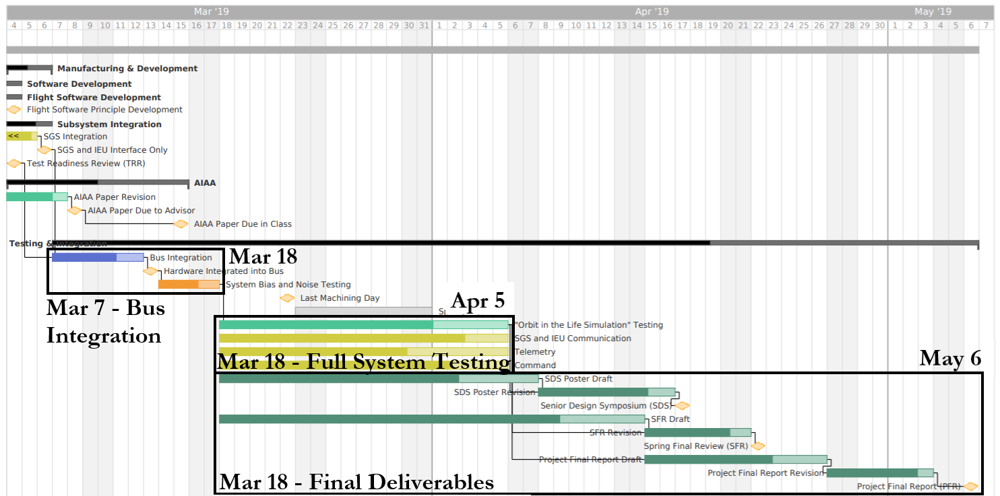 Mar '19 Apr '19 May '19
4 5 6 7 8 9 10 11 12 13 14 15 16 17 18 19 20 21 22 23 24 25 26 27 28 29 30 31 1 2 3 4 5 6 7 8 9 10 11 12 13 14 15 16 17 18 19 20 21 22 23 24 25 26 27 28 29 30 1 2 3 4 5 6 7
Manufacturing & Development
Software Development
Flight Software Development
Flight Software Principle Development
Subsystem Integration
<< SGS Integration
SGS and IEU Interface Only
Test Readiness Review (TRR)
AIAA
AIAA Paper Revision
AIAA Paper Due to Advisor
AIAA Paper Due in Class
Testing & Integration
Bus Integration
Mar 18
Hardware Integrated into Bus
System Bias and Noise Testing
Last Machining Day
Mar 7 - Bus
Integration
Apr 5
"Orbit in the Life Simulation" Testing
SGS and IEU Communication
Telemetry
Mar 18 - Full System Testing
Command
May 6
SDS Poster Draft
SDS Poster Revision
Senior Design Symposium (SDS)
SFR Draft
SFR Revision
Spring Final Review (SFR)
Project Final Report Draft
Project Final Report Revision
Mar 18 - Final Deliverables
Project Final Report (PFR)